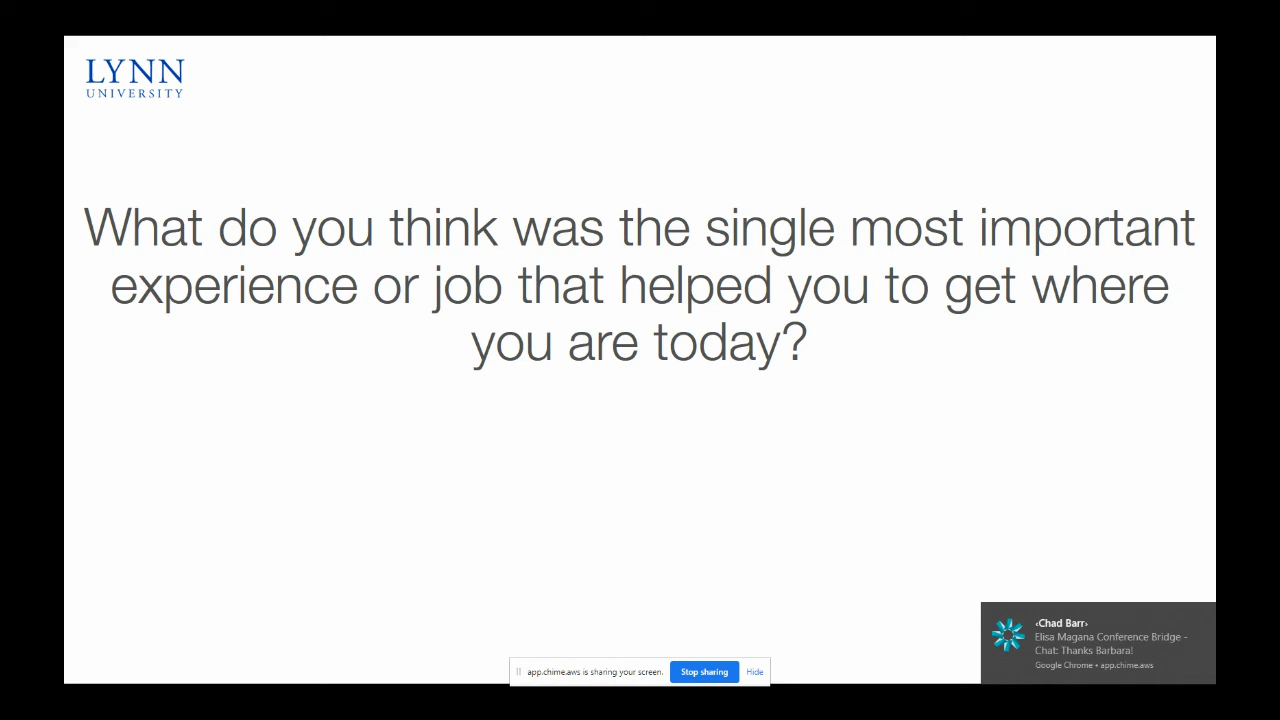 LYNN
UNIVERSITY
What do you think was the single most important
experience or job that helped you to get where
you are today?
‹Chad Barr›
Elisa Magana Conference Bridge -
Chat: Thanks Barbara!
Google Chrome • app.chime.aws
app.chime.aws is sharing your screen.
Stop sharing
Hide